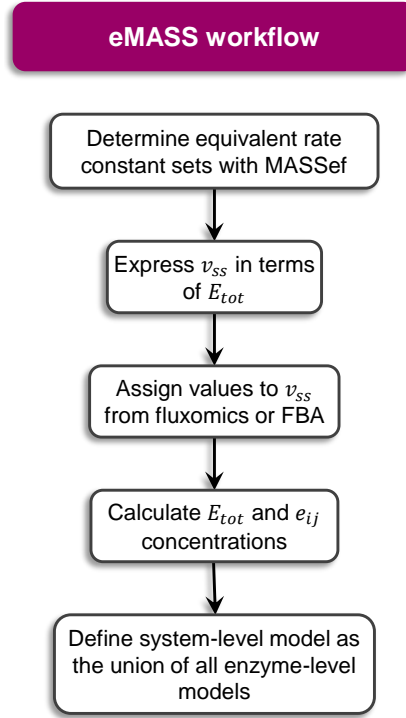 eMASS workflow
Determine equivalent rate
constant sets with MASSef
Express v_ss in terms
of E_tot
Assign values to v_ss
from fluxomics or FBA
Calculate E_tot and e_ij
concentrations
Define system-level model as
the union of all enzyme-level
models